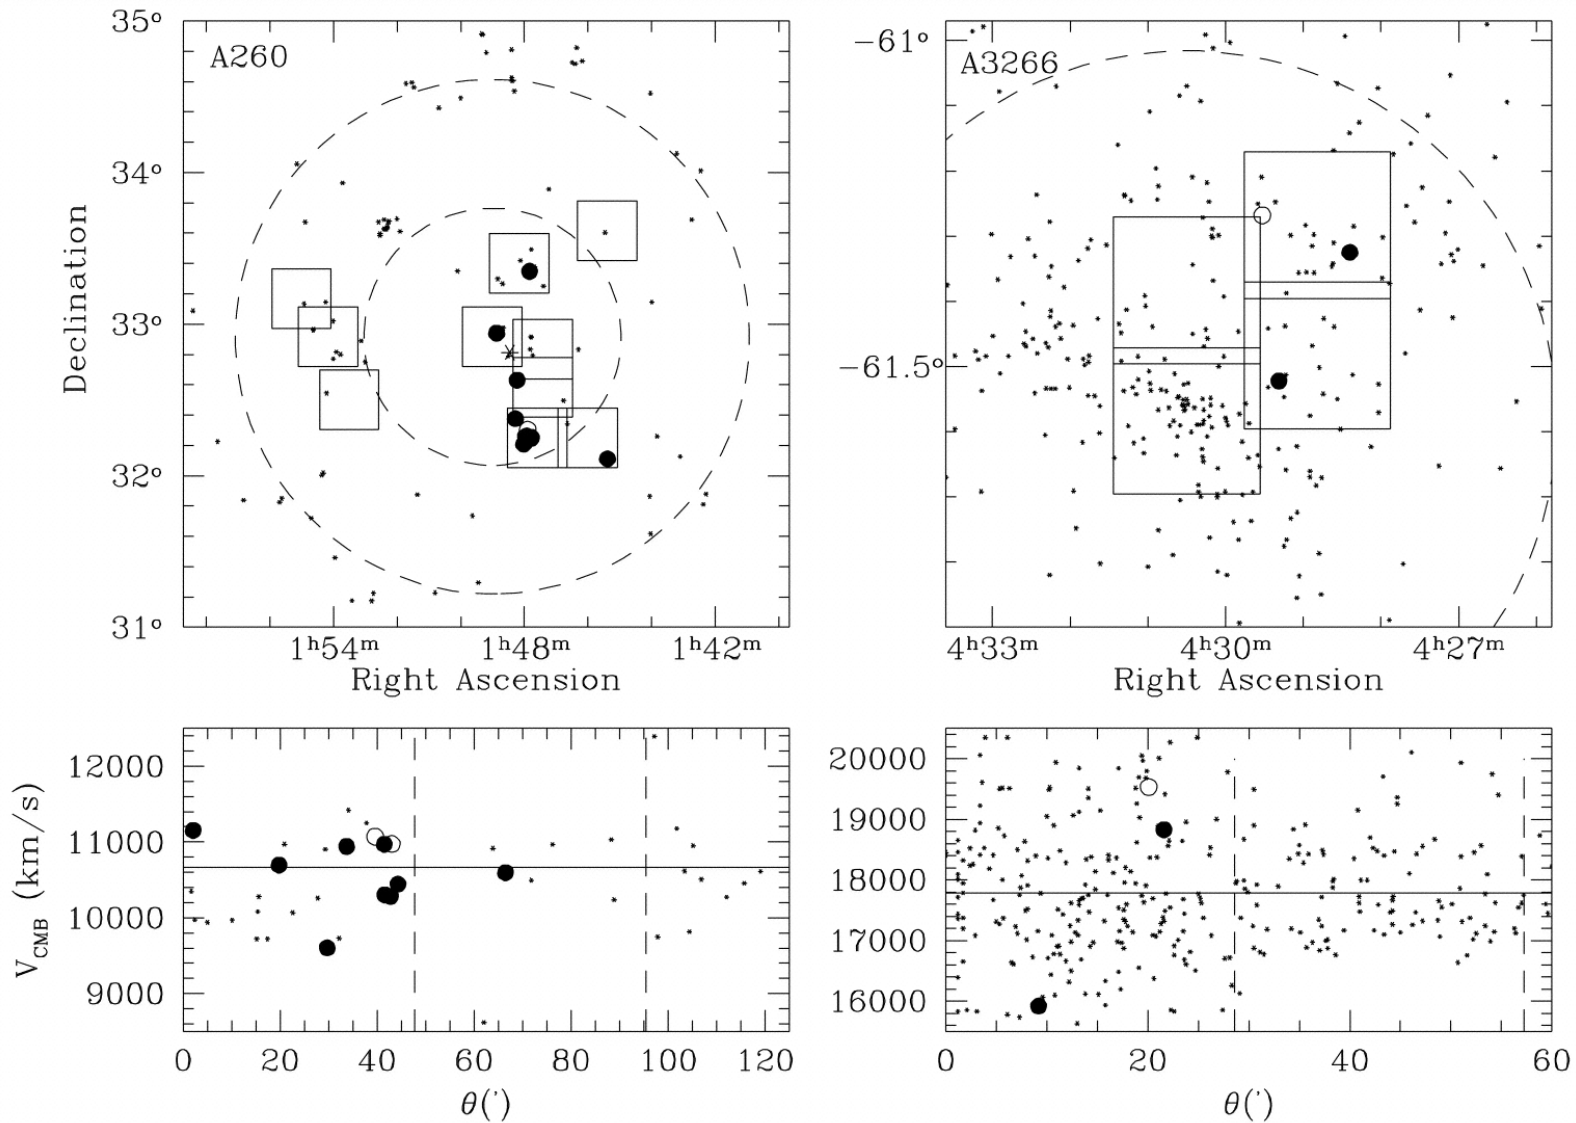 A260
35°
34°
33°
32°
31°
Declination
1ʰ54ᵐ 1ʰ48ᵐ 1ʰ42ᵐ
Right Ascension
A3266
−61°
−61.5°
4ʰ33ᵐ 4ʰ30ᵐ 4ʰ27ᵐ
Right Ascension
12000
11000
10000
9000
V_CMB (km/s)
0 20 40 60 80 100 120
θ(')
20000
19000
18000
17000
16000
0 20 40 60
θ(')